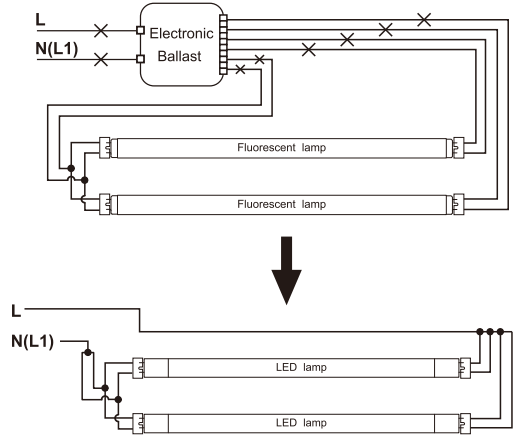 L
N(L1)
Electronic
Ballast
Fluorescent lamp
Fluorescent lamp
L
N(L1)
LED lamp
LED lamp